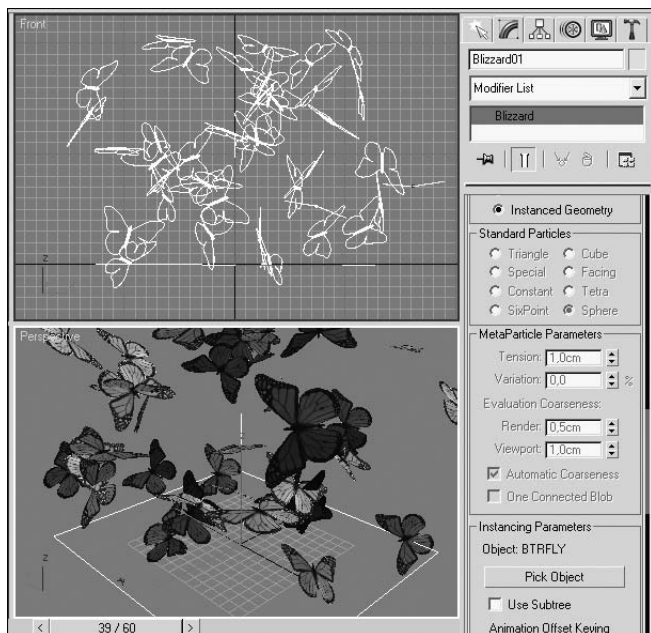 Front
Blizzard01
Modifier List
Blizzard
Instanced Geometry
Standard Particles
Triangle Cube
Special Facing
Constant Tetra
SixPoint Sphere
MetaParticle Parameters
Tension: 1,0cm
Variation: 0,0 %
Evaluation Coarseness:
Render: 0,5cm
Viewport: 1,0cm
Automatic Coarseness
One Connected Blob
Instancing Parameters
Object: BTRFLY
Pick Object
Use Subtree
Animation Offset Keying
z
Perspective
z
< 39 / 60 >